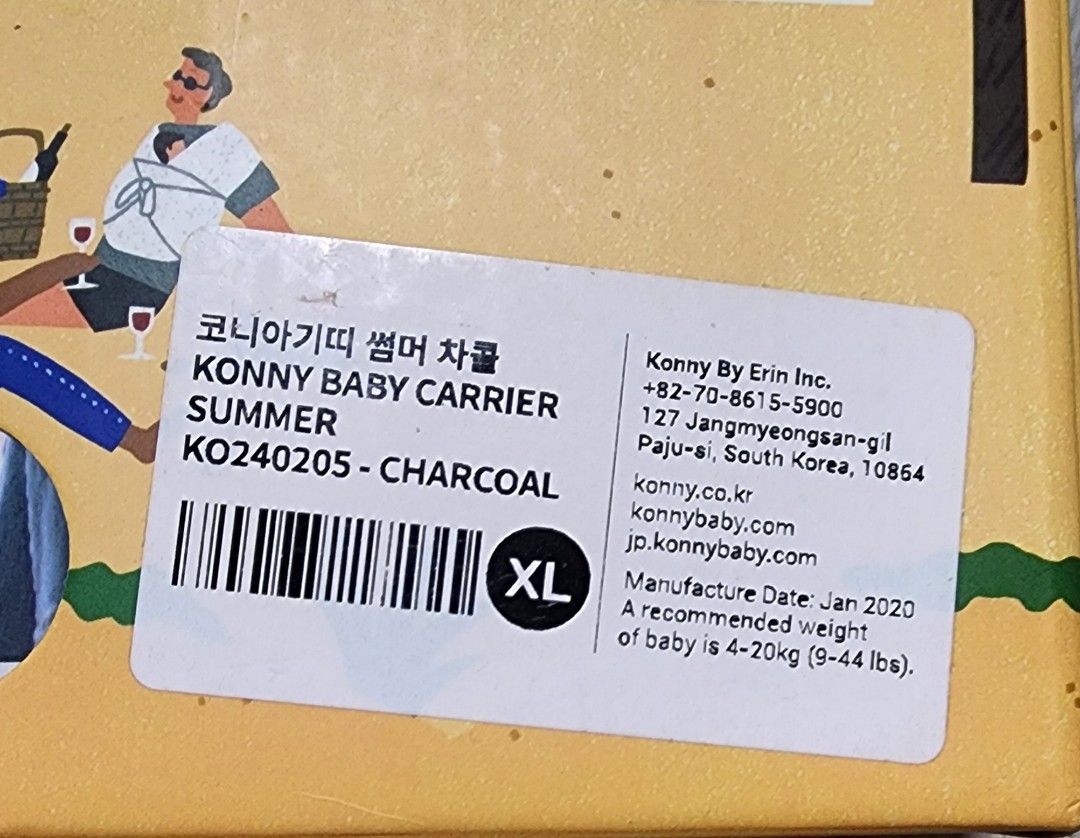 코니아기띠 썸머 차콜
KONNY BABY CARRIER
SUMMER
KO240205 - CHARCOAL
XL
Konny By Erin Inc.
+82-70-8615-5900
127 Jangmyeongsan-gil
Paju-si, South Korea, 10864
konny.co.kr
konnybaby.com
jp.konnybaby.com
Manufacture Date: Jan 2020
A recommended weight
of baby is 4-20kg (9-44 lbs).